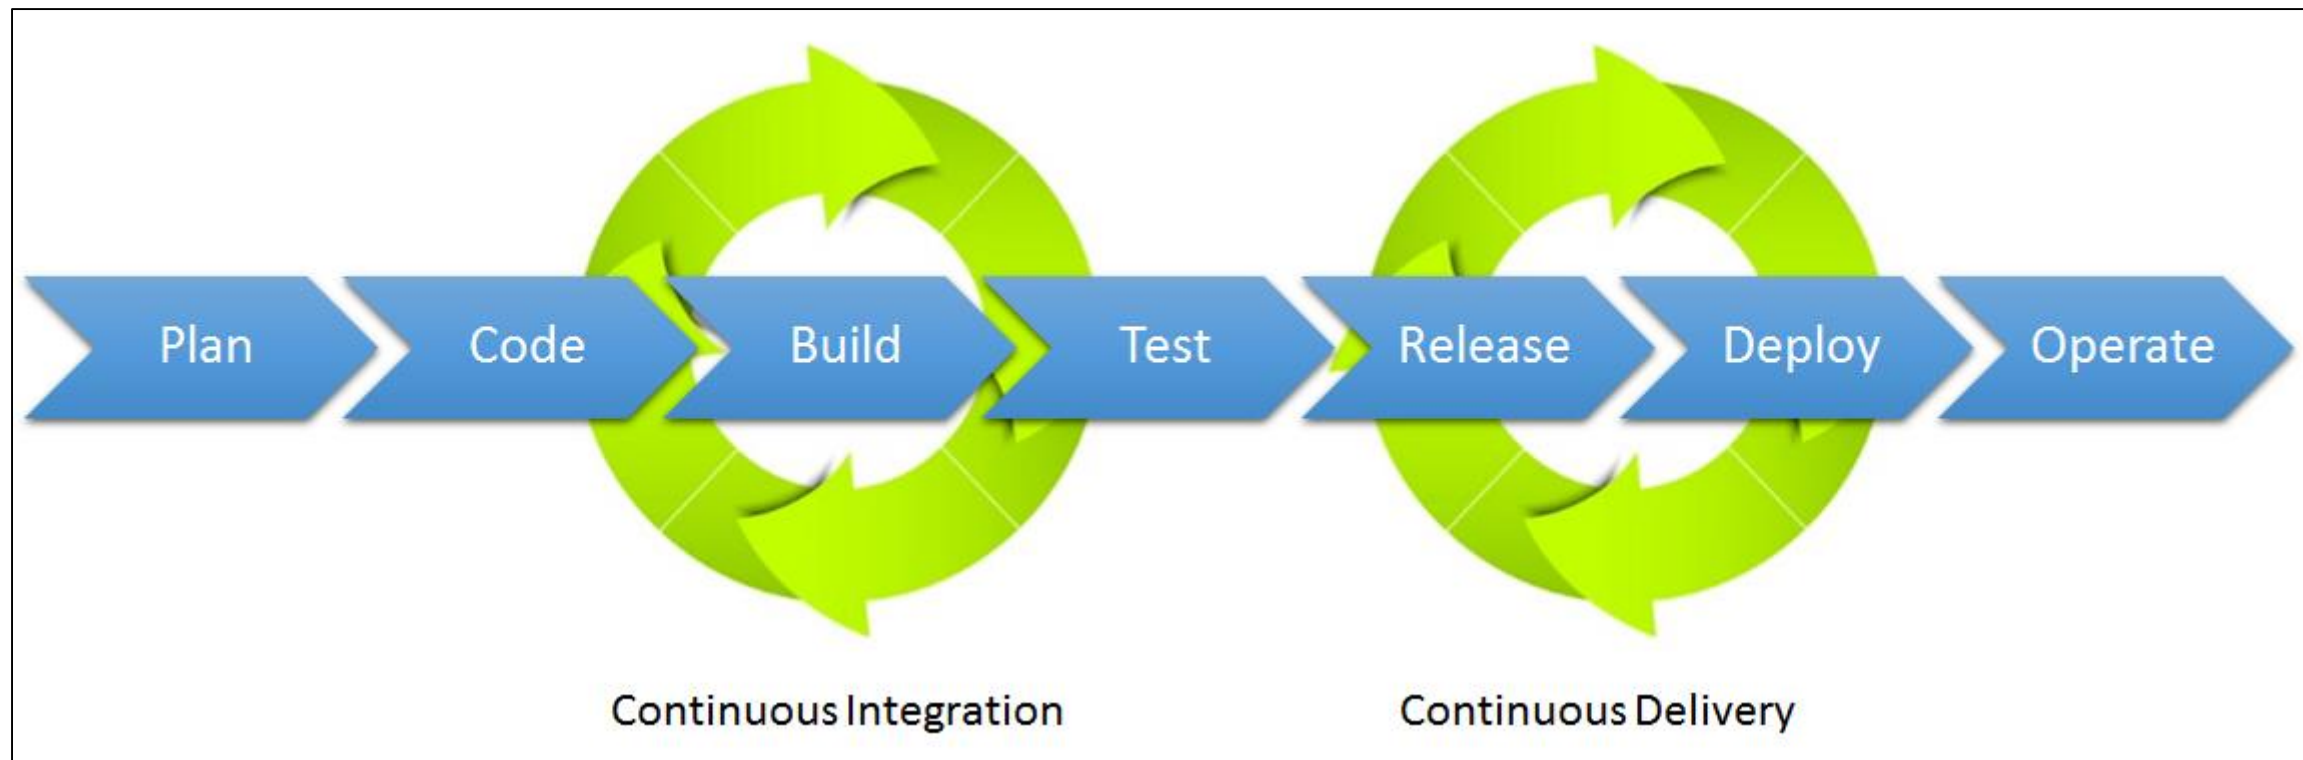 Plan Code Build Test Release Deploy Operate
Continuous Integration Continuous Delivery